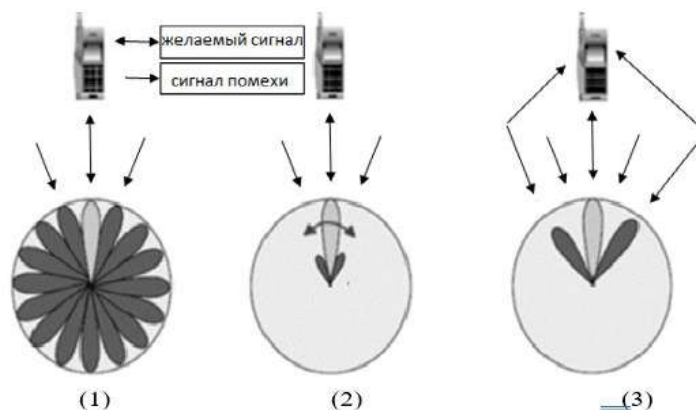 желаемый сигнал
сигнал помехи
(1)
(2)
(3)